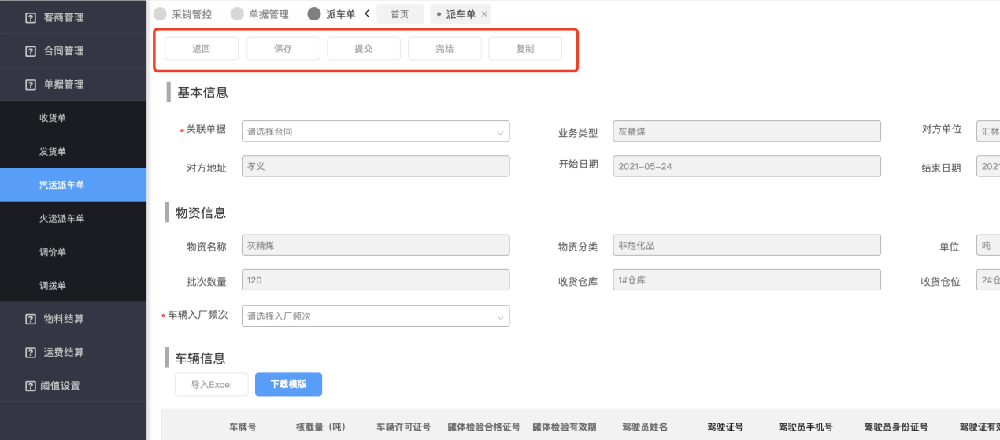 客商管理
合同管理
单据管理
收货单
发货单
汽运派车单
火运派车单
调价单
调拨单
物料结算
运费结算
阈值设置
采销管控 单据管理 派车单 首页 派车单
返回 保存 提交 完结 复制
基本信息
* 关联单据 请选择合同 业务类型 灰精煤 对方单位 汇林
对方地址 孝义 开始日期 2021-05-24 结束日期 202
物资信息
物资名称 灰精煤 物资分类 非危化品 单位 吨
批次数量 120 收货仓库 1#仓库 收货仓位 2#仓
* 车辆入厂频次 请选择入厂频次
车辆信息
导入Excel 下载模版
车牌号 核载量（吨） 车辆许可证号 罐体检验合格证号 罐体检验有效期 驾驶员姓名 驾驶证号 驾驶员手机号 驾驶员身份证号 驾驶证有